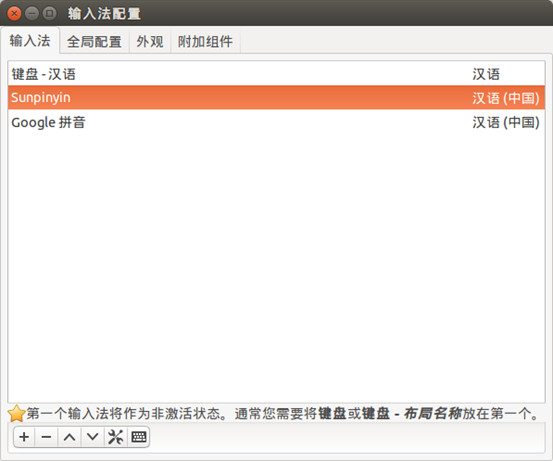 输入法配置
输入法 全局配置 外观 附加组件
键盘 - 汉语 汉语
Sunpinyin 汉语 (中国)
Google 拼音 汉语 (中国)
第一个输入法将作为非激活状态。通常您需要将键盘或键盘 - 布局名称放在第一个。